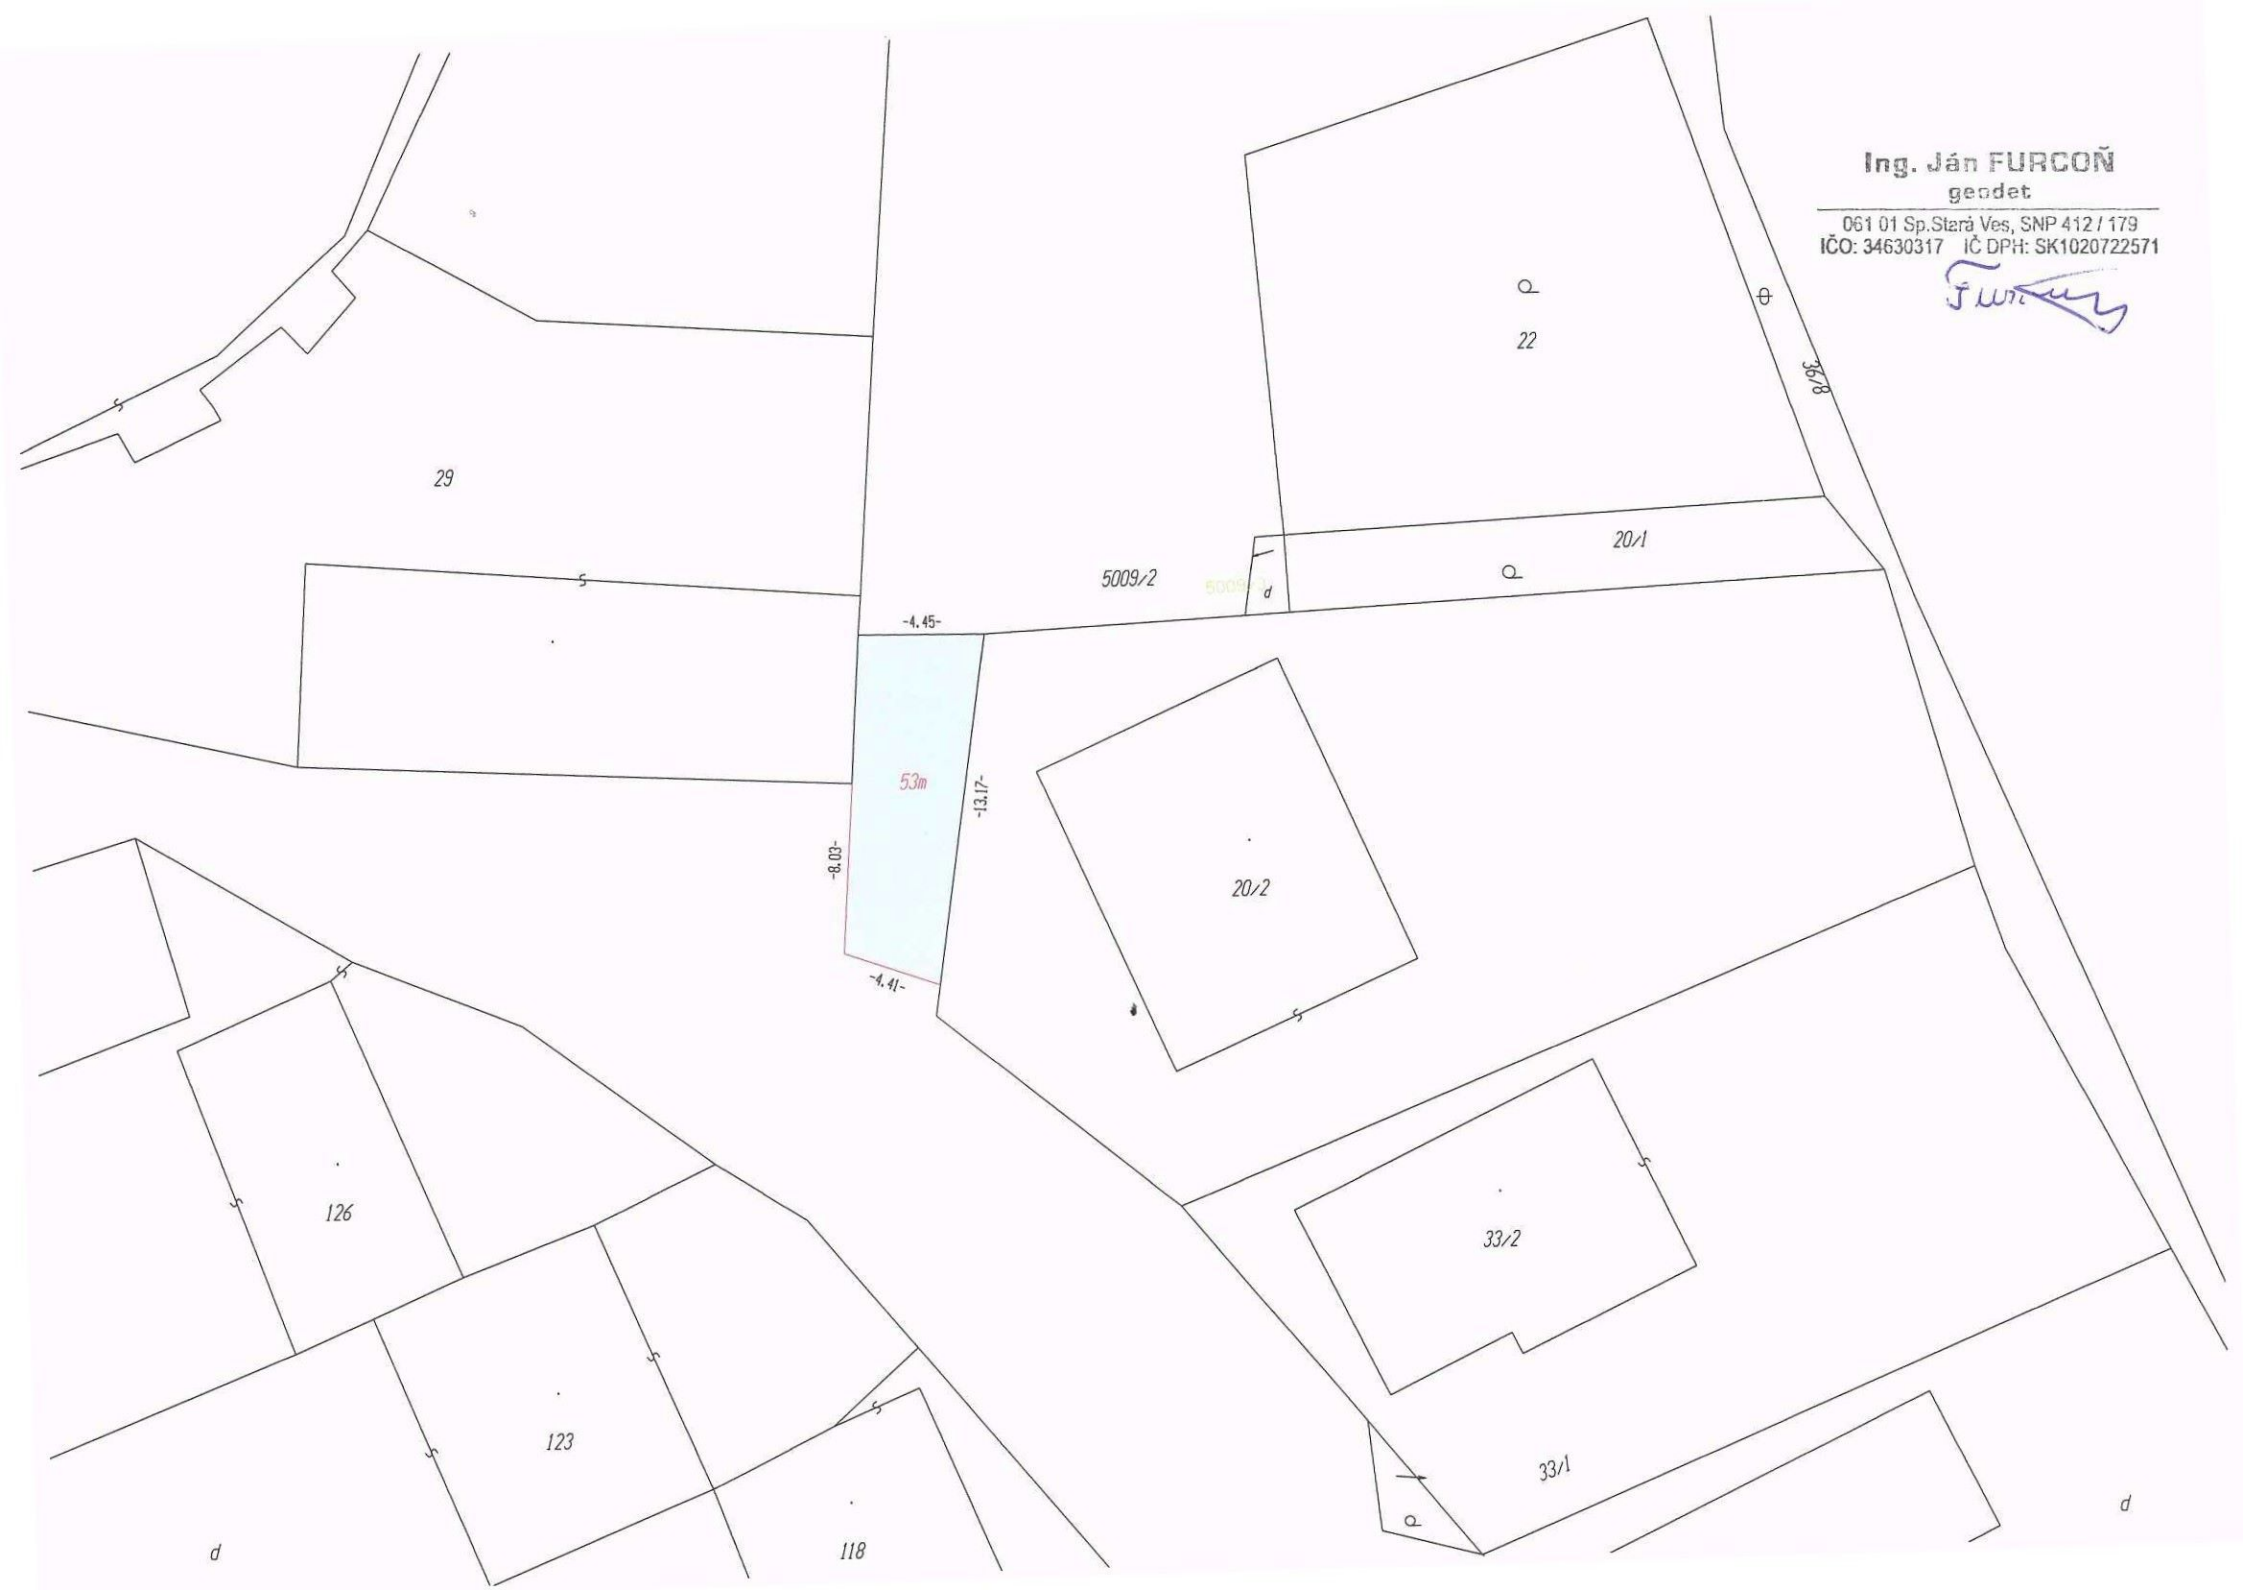 Ing. Ján FURCOŇ
geodet
061 01 Sp.Stará Ves, SNP 412 / 179
IČO: 34630317 IČ DPH: SK1020722571
22
36/8
29
20/1
5009/2
d
-4.45-
53m
-13.17-
-8.03-
20/2
-4.41-
126
33/2
123
33/1
d
118
d